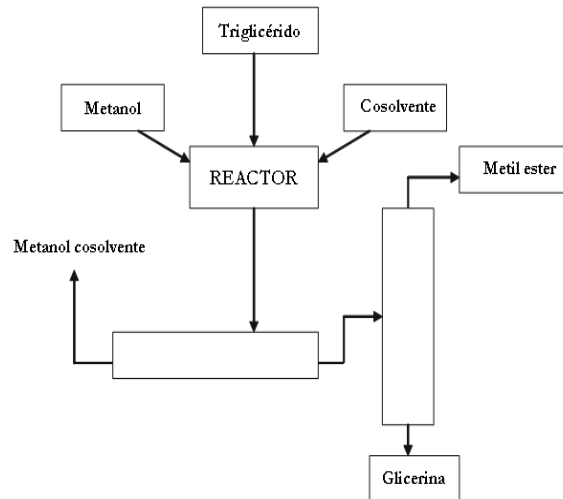 Triglicérido
Metanol
Cosolvente
REACTOR
Metil ester
Metanol cosolvente
Glicerina